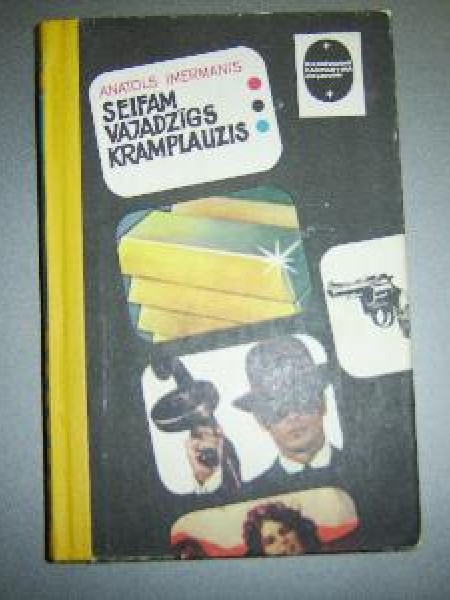 ANATOLS IMERMANIS
SEIFAM
VAJADZĪGS
KRAMPLAUZIS